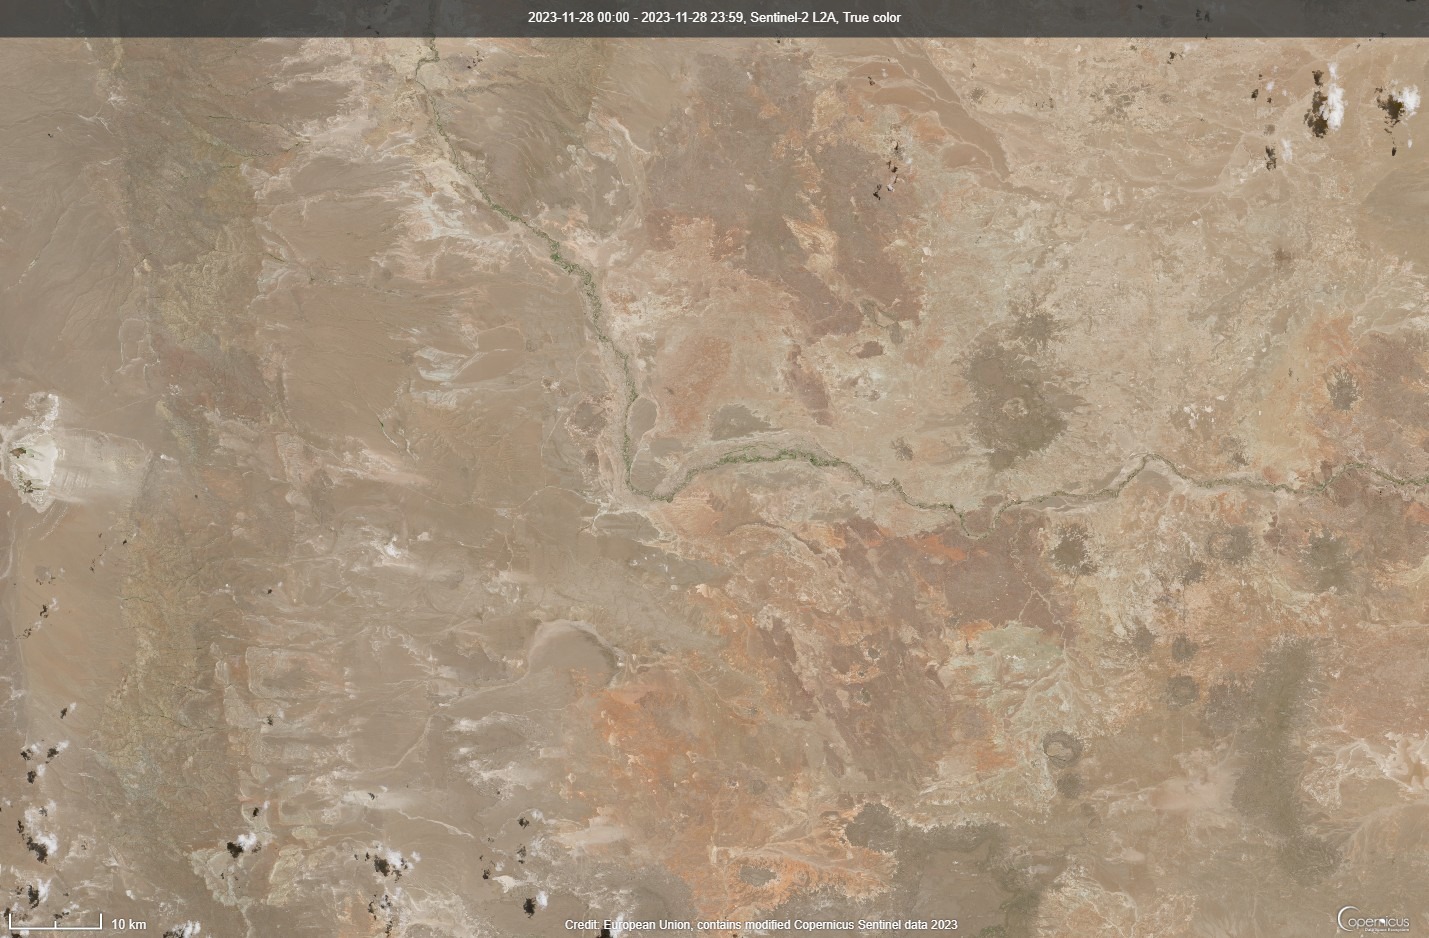 2023-11-28 00:00 - 2023-11-28 23:59, Sentinel-2 L2A, True color
10 km
Credit: European Union, contains modified Copernicus Sentinel data 2023
Copernicus